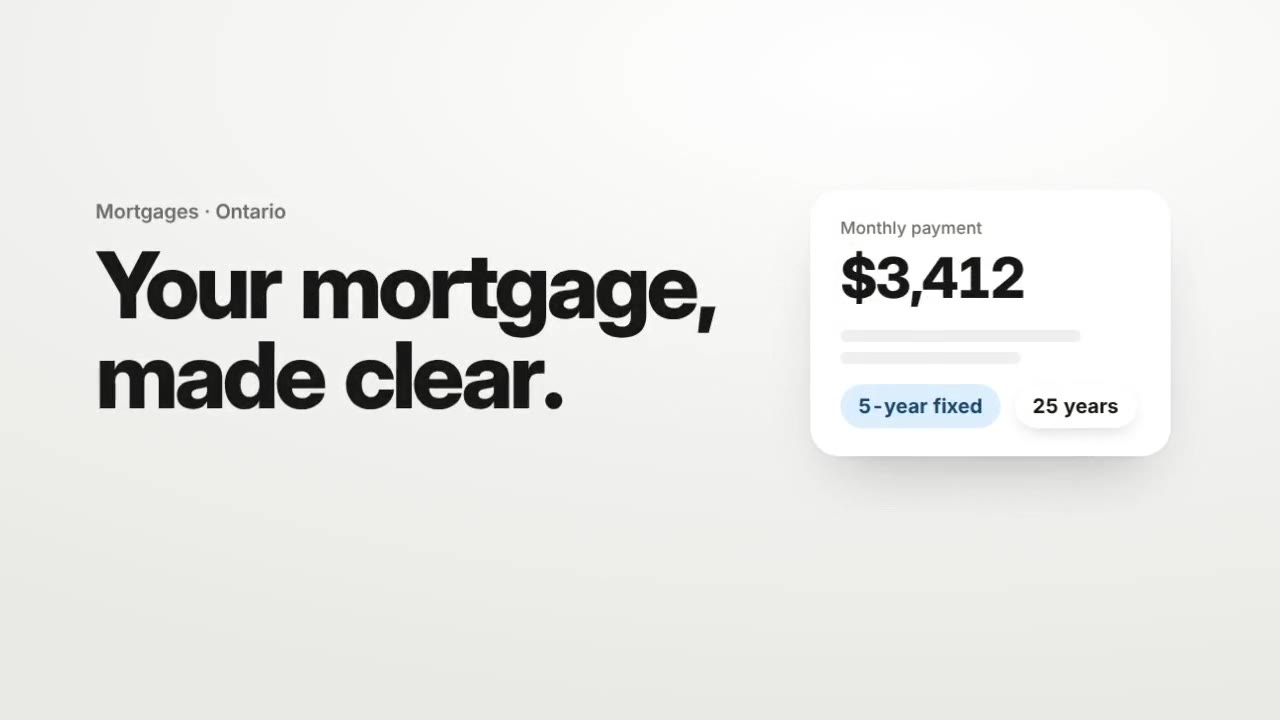 Mortgages · Ontario
Your mortgage,
made clear.
Monthly payment
$3,412
5-year fixed
25 years